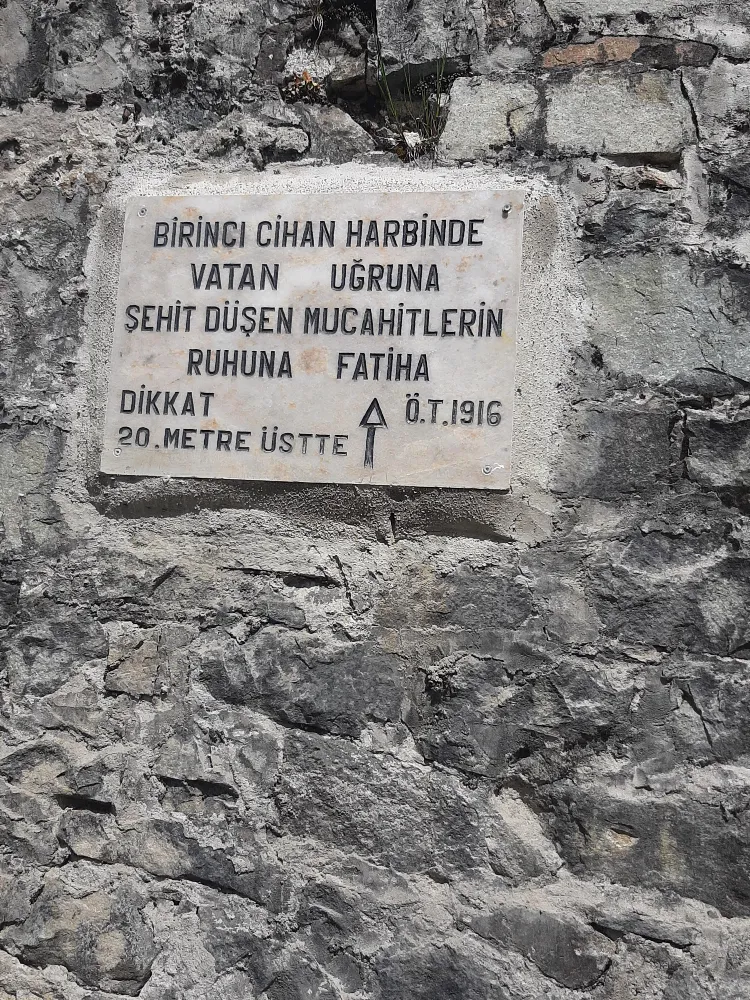 BİRİNCİ CİHAN HARBİNDE
VATAN UĞRUNA
ŞEHİT DÜŞEN MUCAHİTLERİN
RUHUNA FATİHA
DİKKAT Ö.T.1916
20.METRE ÜSTTE